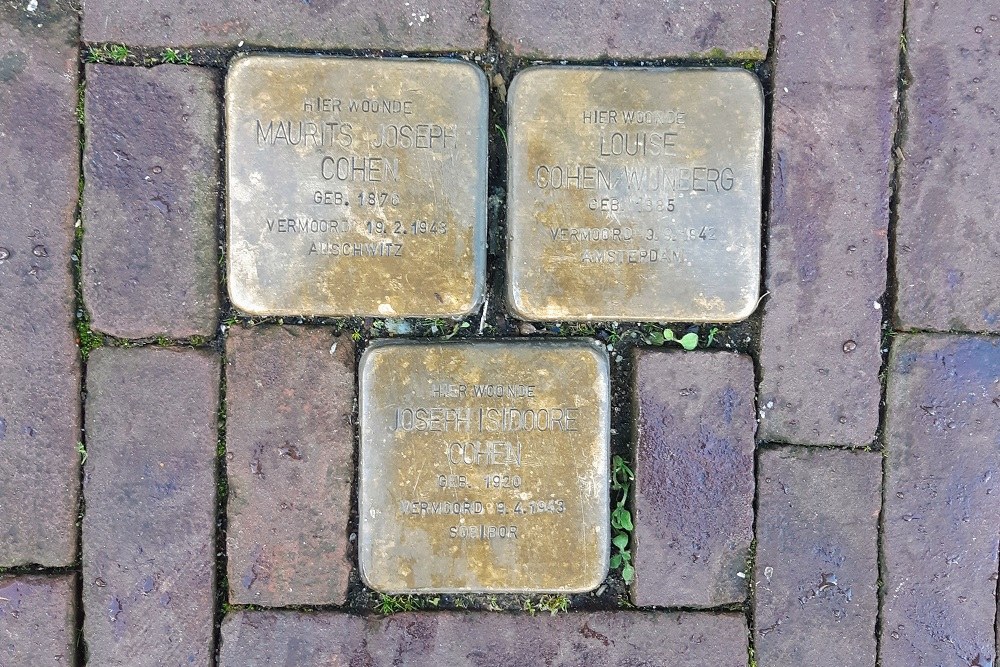 HIER WOONDE
MAURITS JOSEPH
COHEN
GEB. 1876
VERMOORD 19.2.1943
AUSCHWITZ
HIER WOONDE
LOUISE
COHEN-WIJNBERG
GEB. 1885
VERMOORD 9.9.1942
AMSTERDAM
HIER WOONDE
JOSEPH ISIDOORE
COHEN
GEB. 1920
VERMOORD 9.4.1943
SOBIBOR